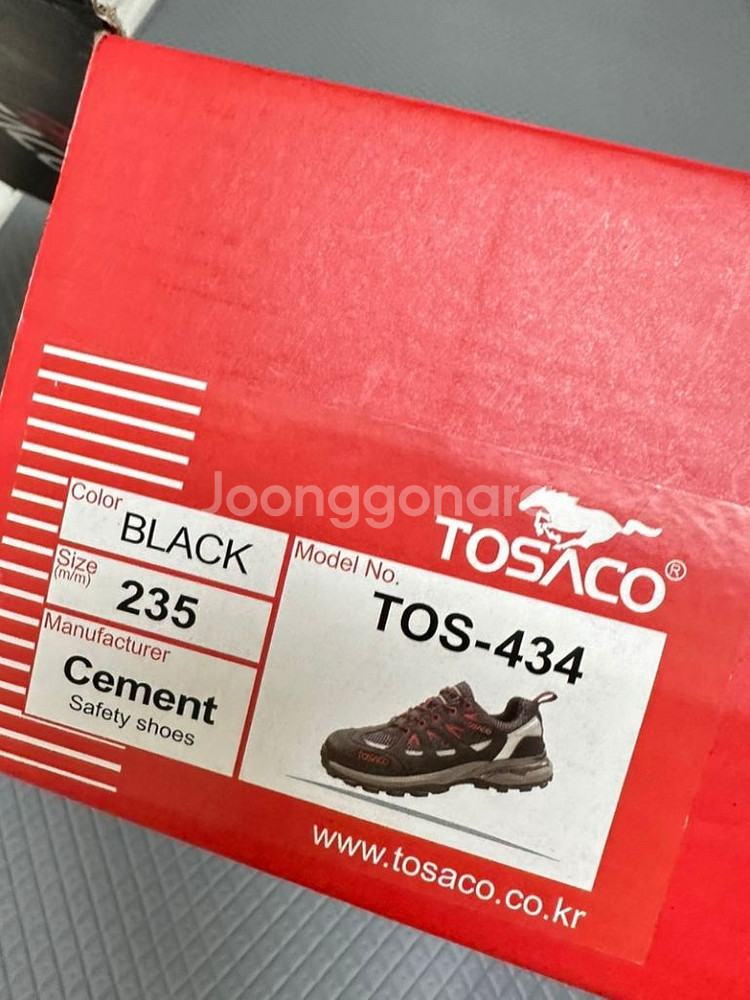 Joonggonara
TOSACO®
Color
BLACK
Size
(m/m)
235
Manufacturer
Cement
Safety shoes
Model No.
TOS-434
TOSACO
www.tosaco.co.kr